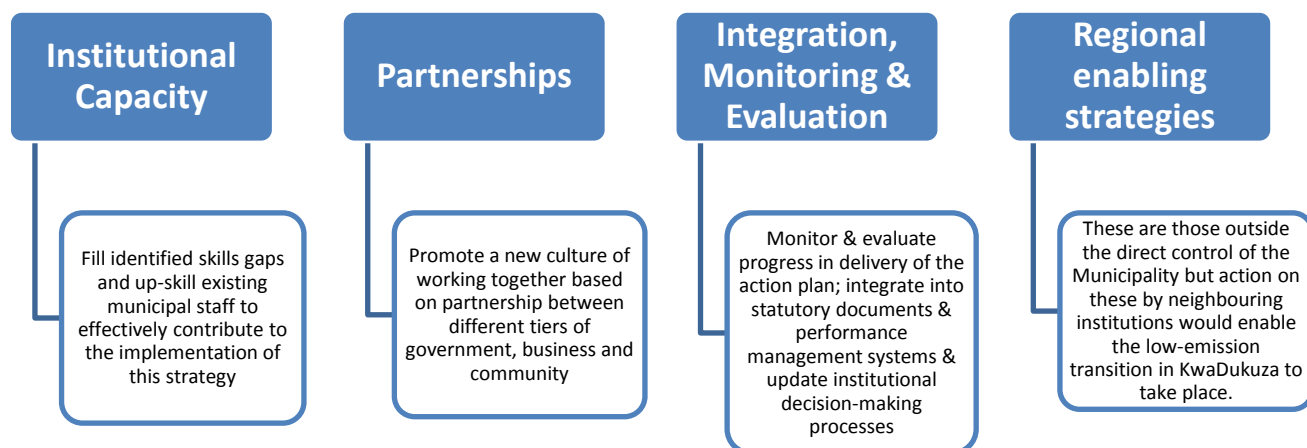 Institutional
Capacity
Fill identified skills gaps
and up-skill existing
municipal staff to
effectively contribute to
the implementation of
this strategy
Partnerships
Promote a new culture of
working together based
on partnership between
different tiers of
government, business and
community
Integration,
Monitoring &
Evaluation
Monitor & evaluate
progress in delivery of the
action plan; integrate into
statutory documents &
performance
management systems &
update institutional
decision-making
processes
Regional
enabling
strategies
These are those outside
the direct control of the
Municipality but action on
these by neighbouring
institutions would enable
the low-emission
transition in KwaDukuza to
take place.